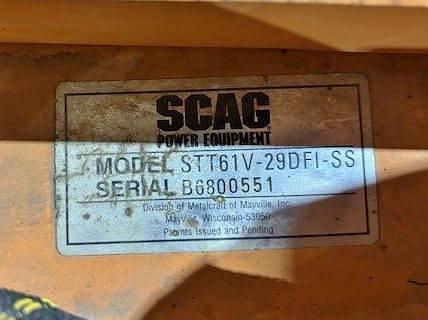 SCAG
POWER EQUIPMENT
MODEL STT61V-29DFI-SS
SERIAL B6800551
Division of Metalcraft of Mayville, Inc.
Mayville, Wisconsin 53050
Patents Issued and Pending